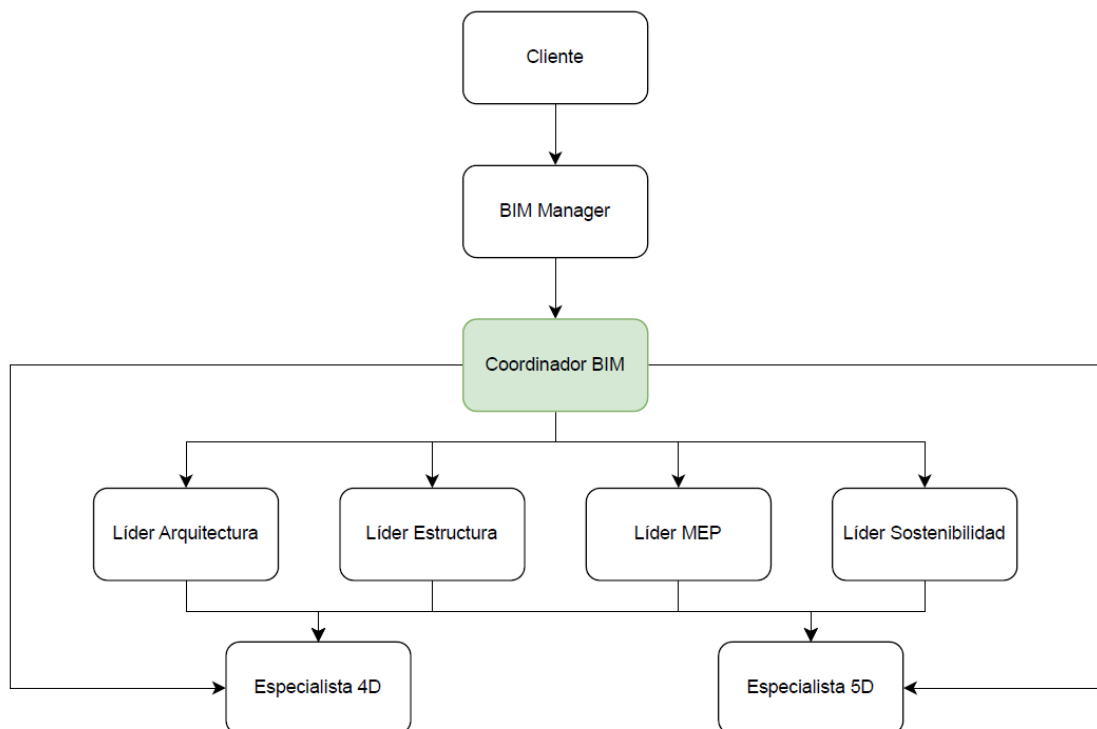 Cliente
BIM Manager
Coordinador BIM
Líder Arquitectura
Líder Estructura
Líder MEP
Líder Sostenibilidad
Especialista 4D
Especialista 5D